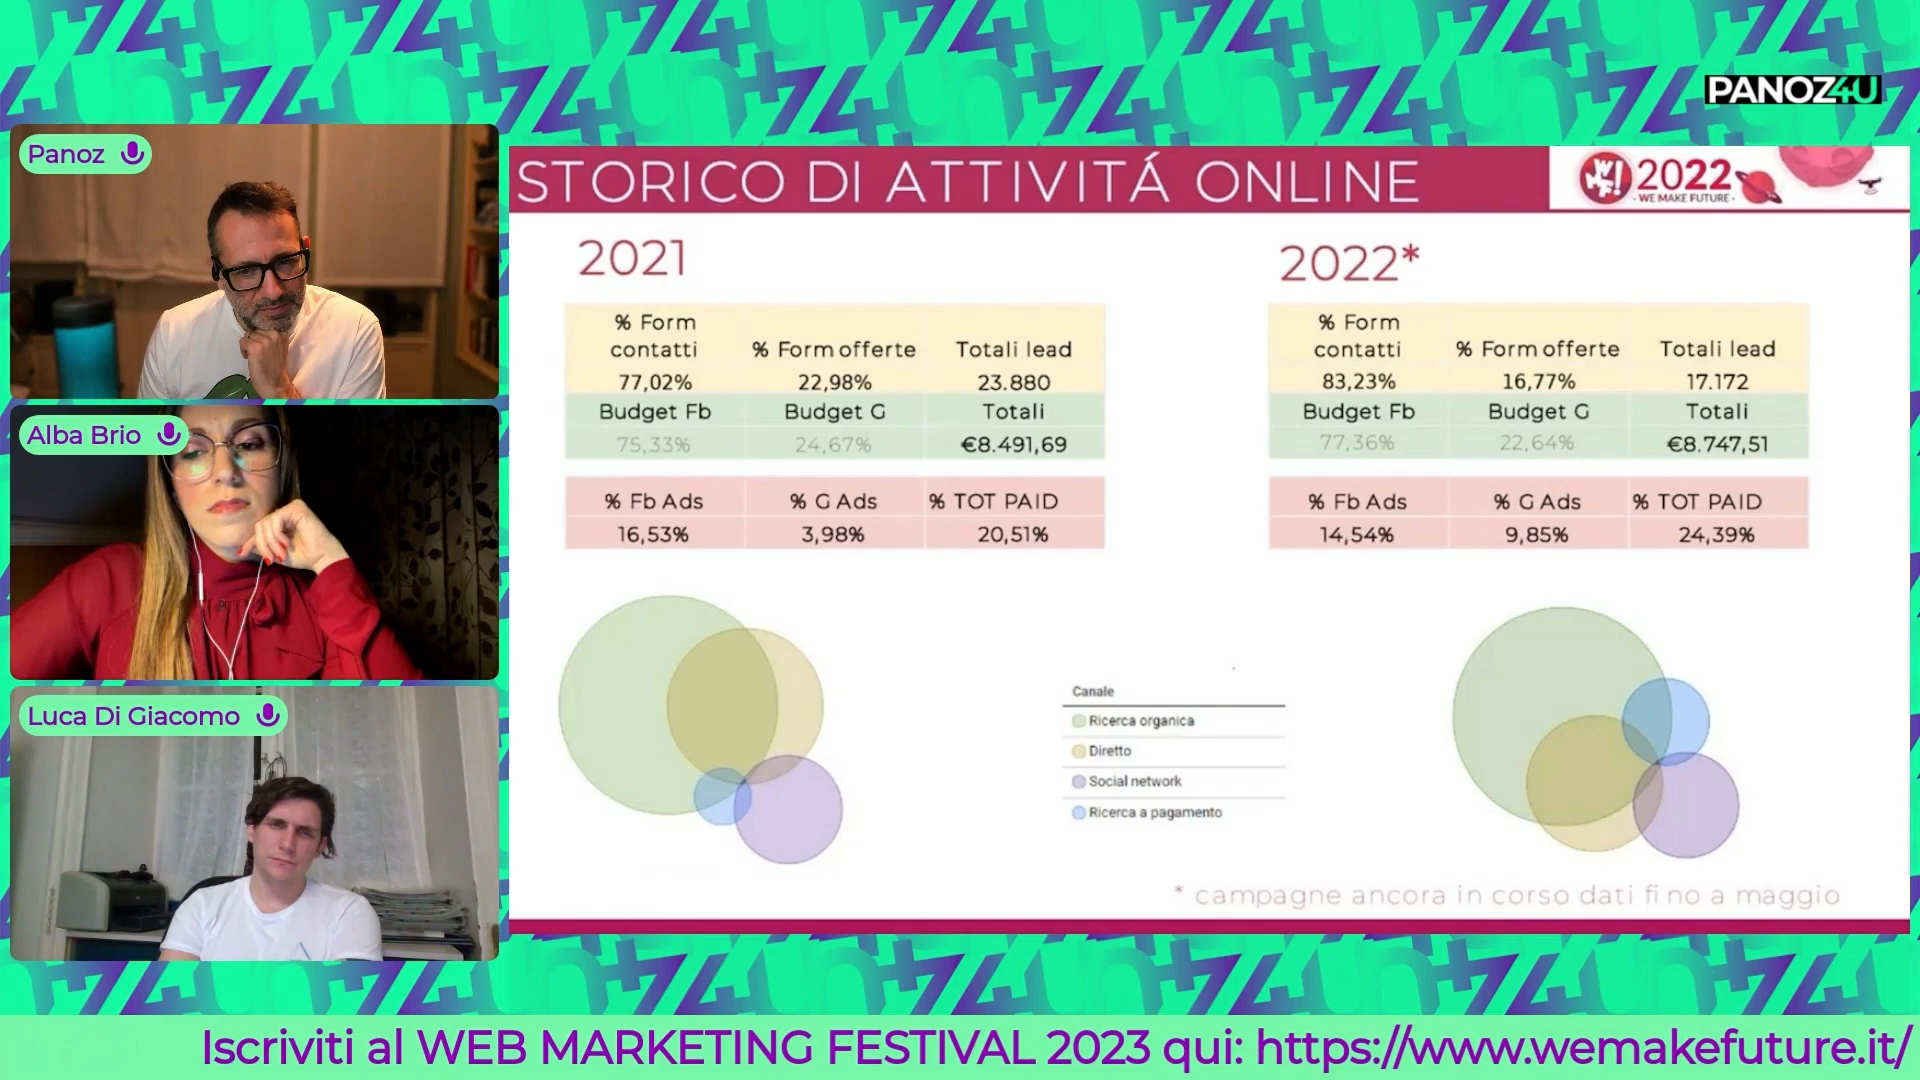 PANOZ4U
Panoz
Alba Brio
Luca Di Giacomo
STORICO DI ATTIVITÁ ONLINE
WMF!
2022
· WE MAKE FUTURE ·
2021
% Form contatti % Form offerte Totali lead
77,02% 22,98% 23.880
Budget Fb Budget G Totali
75,33% 24,67% €8.491,69
% Fb Ads % G Ads % TOT PAID
16,53% 3,98% 20,51%
2022*
% Form contatti % Form offerte Totali lead
83,23% 16,77% 17.172
Budget Fb Budget G Totali
77,36% 22,64% €8.747,51
% Fb Ads % G Ads % TOT PAID
14,54% 9,85% 24,39%
Canale
Ricerca organica
Diretto
Social network
Ricerca a pagamento
* campagne ancora in corso dati fino a maggio
Iscriviti al WEB MARKETING FESTIVAL 2023 qui: https://www.wemakefuture.it/